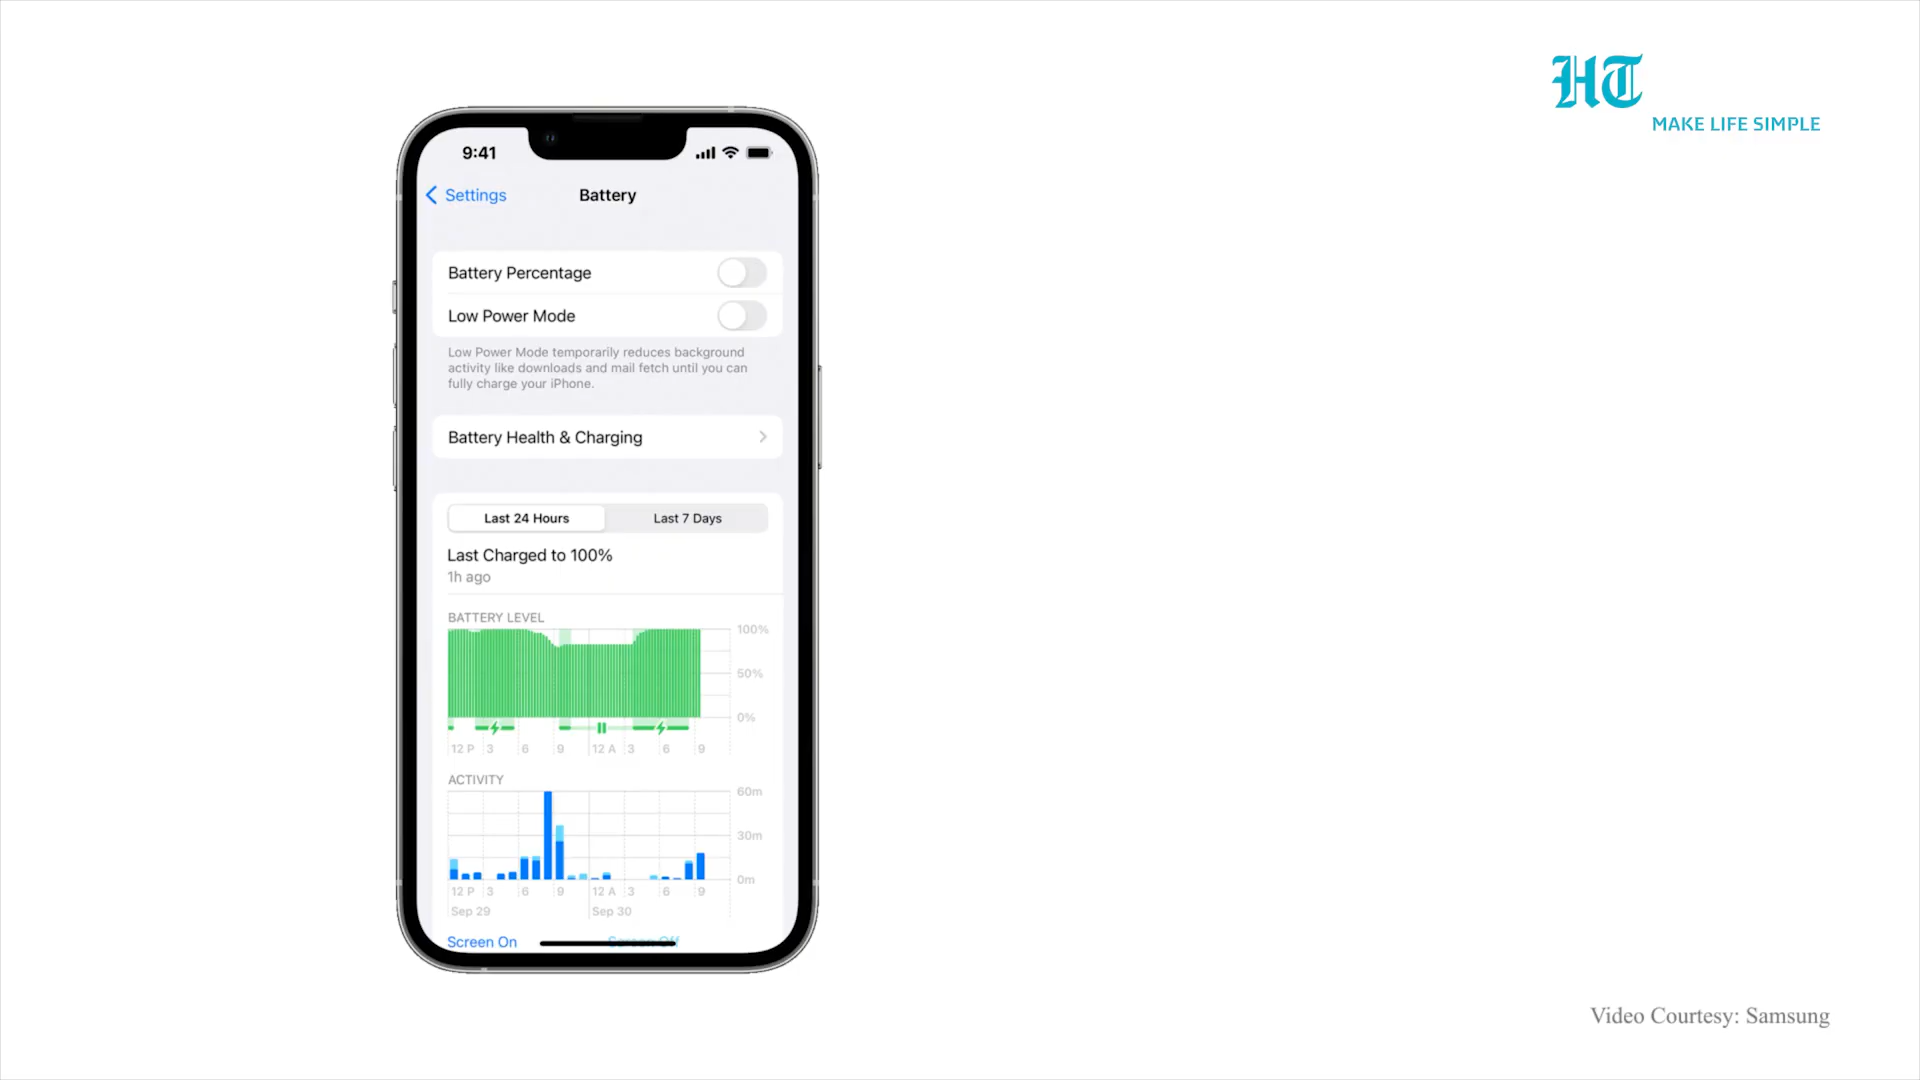 HT
MAKE LIFE SIMPLE
9:41
Settings
Battery
Battery Percentage
Low Power Mode
Low Power Mode temporarily reduces background
activity like downloads and mail fetch until you can
fully charge your iPhone.
Battery Health & Charging
Last 24 Hours
Last 7 Days
Last Charged to 100%
1h ago
BATTERY LEVEL
100%
50%
0%
12 P 3 6 9 12 A 3 6 9
ACTIVITY
60m
30m
0m
12 P 3 6 9 12 A 3 6 9
Sep 29 Sep 30
Screen On Screen Off
Video Courtesy: Samsung